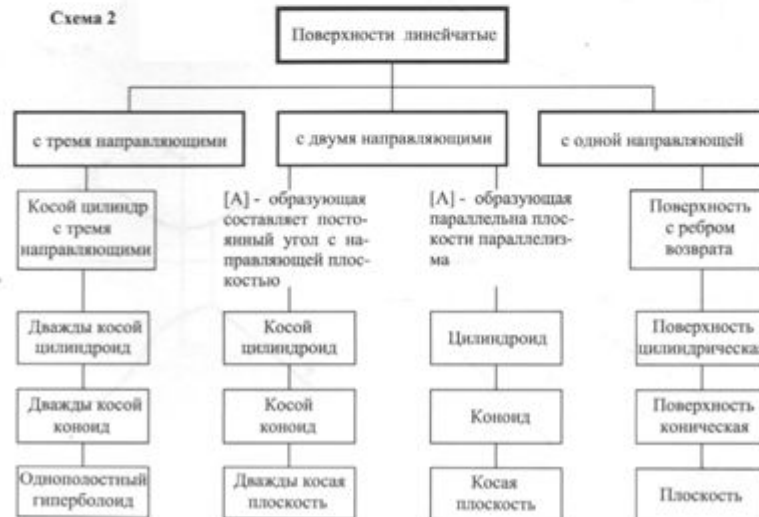 Схема 2
Поверхности линейчатые
с тремя направляющими
с двумя направляющими
с одной направляющей
Косой цилиндр
с тремя
направляющими
[А] - образующая
составляет посто-
янный угол с на-
правляющей плос-
костью
[А] - образующая
параллельна плос-
кости параллелиз-
ма
Поверхность
с ребром
возврата
Дважды косой
цилиндроид
Косой
цилиндроид
Цилиндроид
Поверхность
цилиндрическая
Дважды косой
коноид
Косой
коноид
Коноид
Поверхность
коническая
Однополостный
гиперболоид
Дважды косая
плоскость
Косая
плоскость
Плоскость